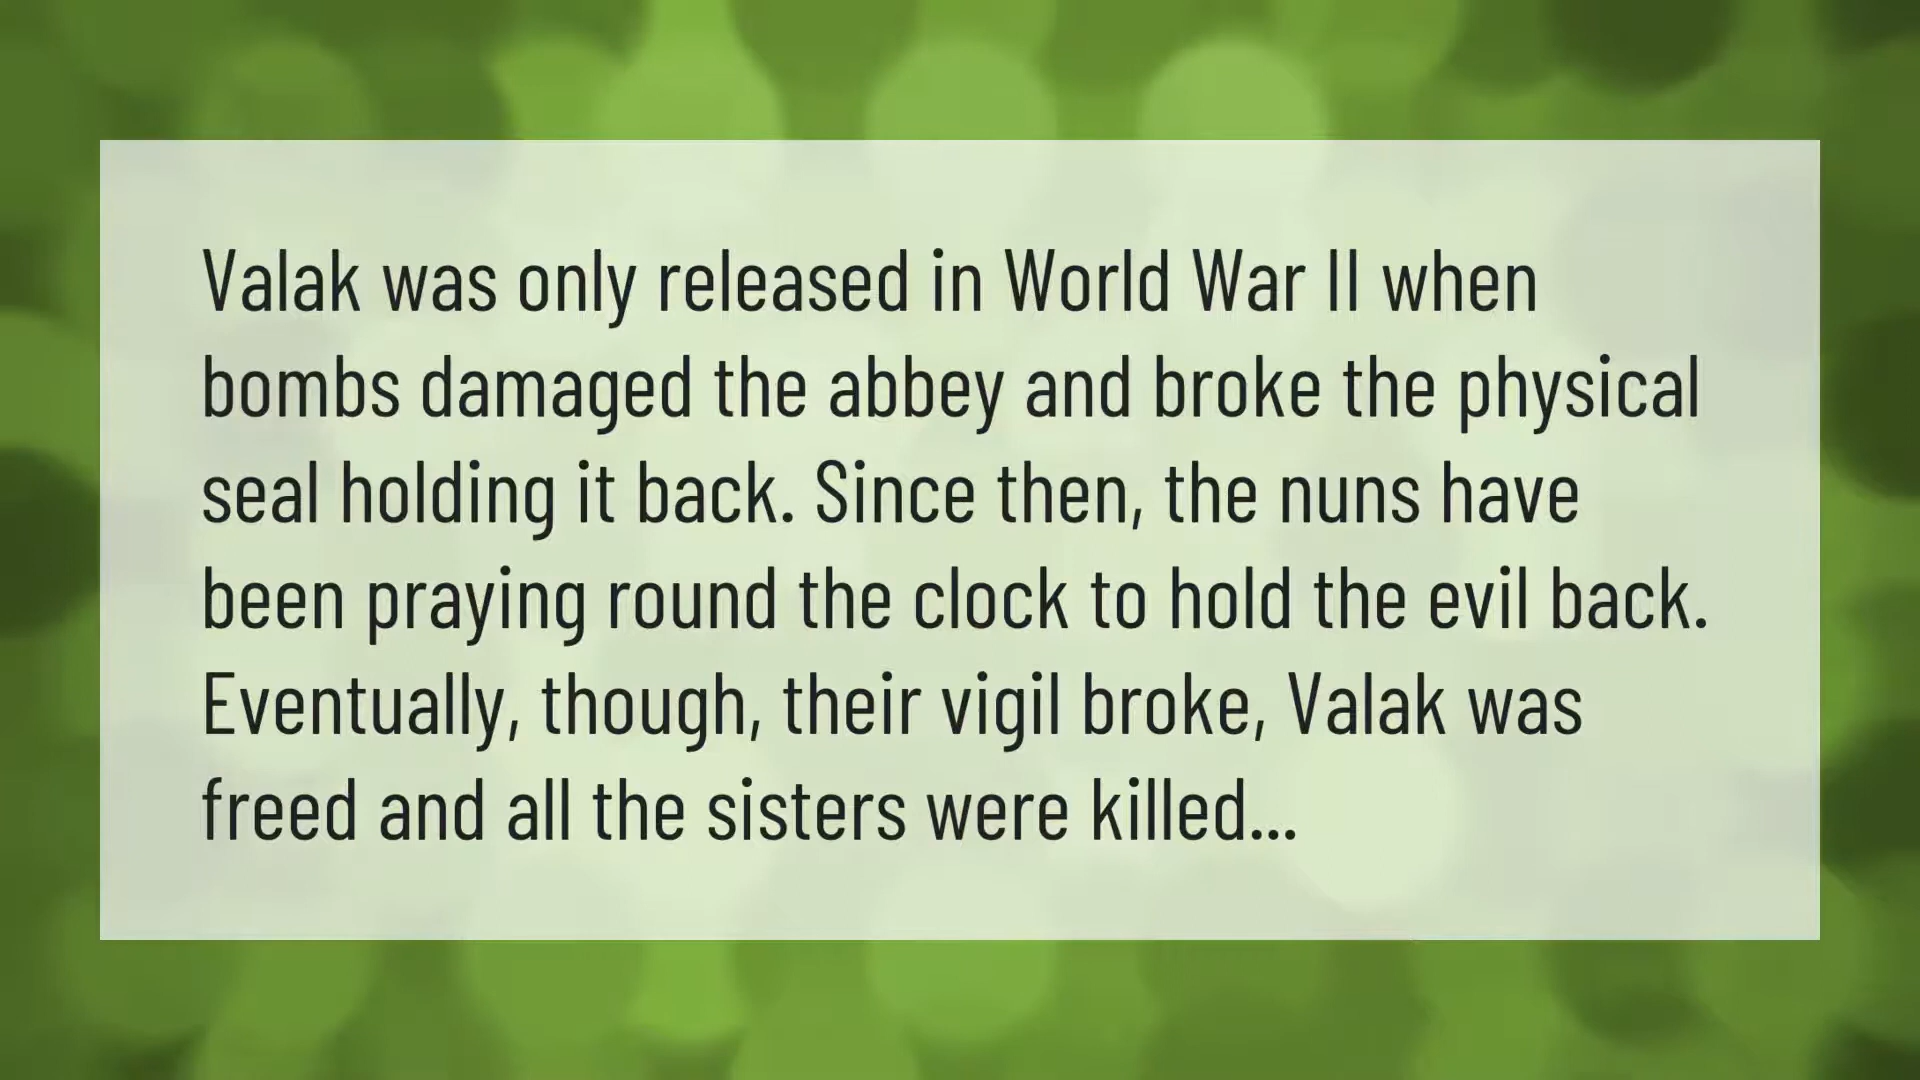 Valak was only released in World War II when
bombs damaged the abbey and broke the physical
seal holding it back. Since then, the nuns have
been praying round the clock to hold the evil back.
Eventually, though, their vigil broke, Valak was
freed and all the sisters were killed...